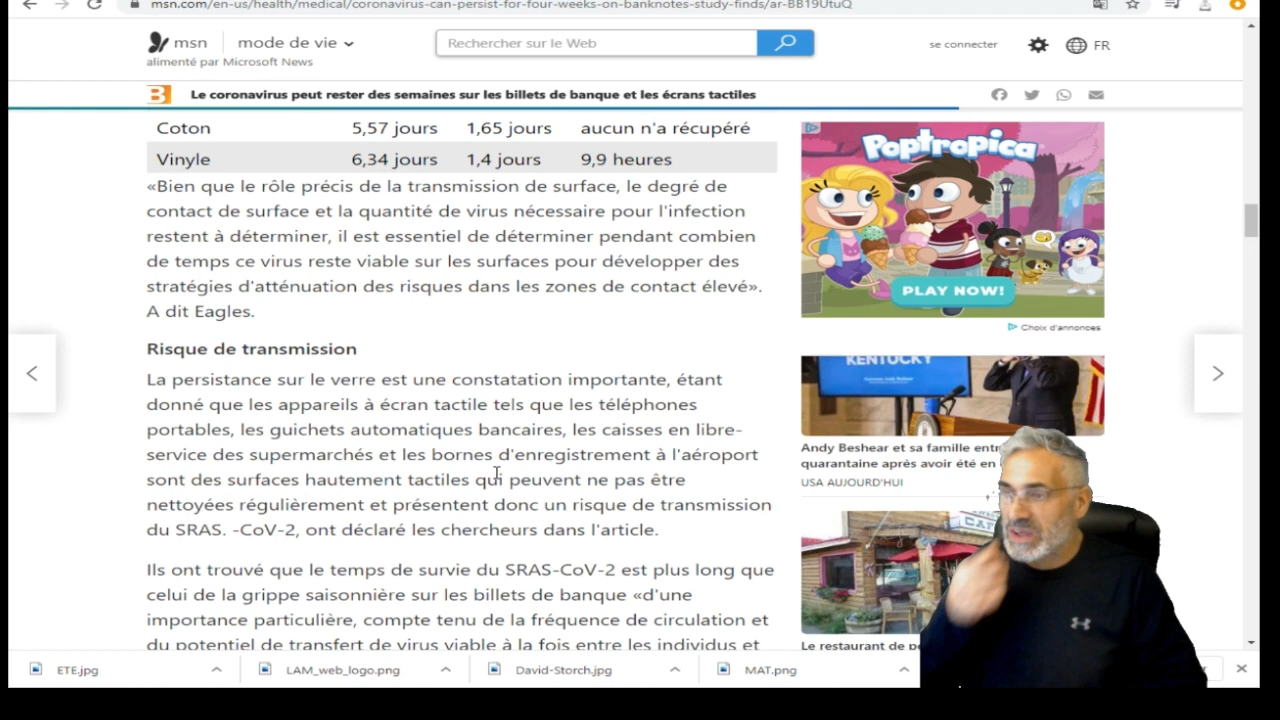 msn.com/en-us/health/medical/coronavirus-can-persist-for-four-weeks-on-banknotes-study-finds/ar-BB19UtuQ
msn
mode de vie
Rechercher sur le Web
se connecter
FR
alimenté par Microsoft News
Le coronavirus peut rester des semaines sur les billets de banque et les écrans tactiles
Coton 5,57 jours 1,65 jours aucun n'a récupéré
Vinyle 6,34 jours 1,4 jours 9,9 heures
«Bien que le rôle précis de la transmission de surface, le degré de
contact de surface et la quantité de virus nécessaire pour l'infection
restent à déterminer, il est essentiel de déterminer pendant combien
de temps ce virus reste viable sur les surfaces pour développer des
stratégies d'atténuation des risques dans les zones de contact élevé».
A dit Eagles.
Risque de transmission
La persistance sur le verre est une constatation importante, étant
donné que les appareils à écran tactile tels que les téléphones
portables, les guichets automatiques bancaires, les caisses en libre-
service des supermarchés et les bornes d'enregistrement à l'aéroport
sont des surfaces hautement tactiles qui peuvent ne pas être
nettoyées régulièrement et présentent donc un risque de transmission
du SRAS. -CoV-2, ont déclaré les chercheurs dans l'article.
Ils ont trouvé que le temps de survie du SRAS-CoV-2 est plus long que
celui de la grippe saisonnière sur les billets de banque «d'une
importance particulière, compte tenu de la fréquence de circulation et
du potentiel de transfert de virus viable à la fois entre les individus et
Poptropica
PLAY NOW!
Choix d'annonces
KENTUCKY
Andy Beshear et sa famille
quarantaine après avoir été en
USA AUJOURD'HUI
Le restaurant de
ETE.jpg
LAM_web_logo.png
David-Storch.jpg
MAT.png